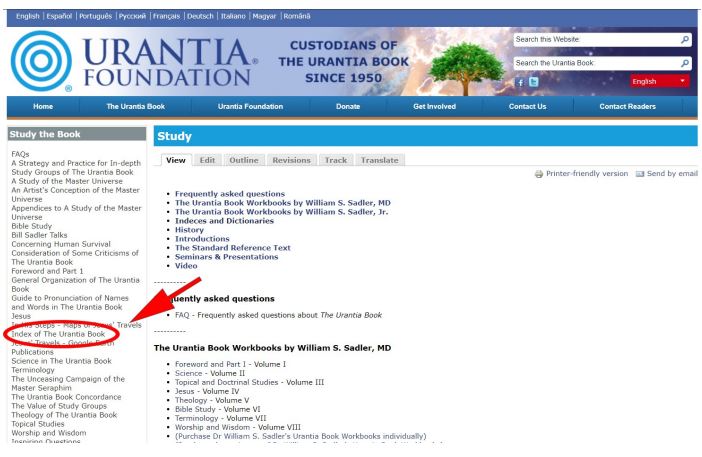 English | Español | Português | Русский | Français | Deutsch | Italiano | Magyar | Română
URANTIA®
FOUNDATION
CUSTODIANS OF
THE URANTIA BOOK
SINCE 1950
Search this Website:
Search the Urantia Book:
English
Home The Urantia Book Urantia Foundation Donate Get Involved Contact Us Contact Readers
Study the Book
FAQs
A Strategy and Practice for In-depth
Study Groups of The Urantia Book
A Study of the Master Universe
An Artist's Conception of the Master
Universe
Appendices to A Study of the Master
Universe
Bible Study
Bill Sadler Talks
Concerning Human Survival
Consideration of Some Criticisms of
The Urantia Book
Foreword and Part 1
General Organization of The Urantia
Book
Guide to Pronunciation of Names
and Words in The Urantia Book
Jesus
In His Steps - Maps of Jesus' Travels
Index of The Urantia Book
Jesus' Travels - Google Earth
Publications
Science in The Urantia Book
Terminology
The Unceasing Campaign of the
Master Seraphim
The Urantia Book Concordance
The Value of Study Groups
Theology of The Urantia Book
Topical Studies
Worship and Wisdom
Inspiring Questions
Study
View Edit Outline Revisions Track Translate
Printer-friendly version Send by email
• Frequently asked questions
• The Urantia Book Workbooks by William S. Sadler, MD
• The Urantia Book Workbooks by William S. Sadler, Jr.
• Indeces and Dictionaries
• History
• Introductions
• The Standard Reference Text
• Seminars & Presentations
• Video
----------
quently asked questions
• FAQ - Frequently asked questions about The Urantia Book
----------
The Urantia Book Workbooks by William S. Sadler, MD
• Foreword and Part I - Volume I
• Science - Volume II
• Topical and Doctrinal Studies - Volume III
• Jesus - Volume IV
• Theology - Volume V
• Bible Study - Volume VI
• Terminology - Volume VII
• Worship and Wisdom - Volume VIII
• (Purchase Dr William S. Sadler's Urantia Book Workbooks individually)